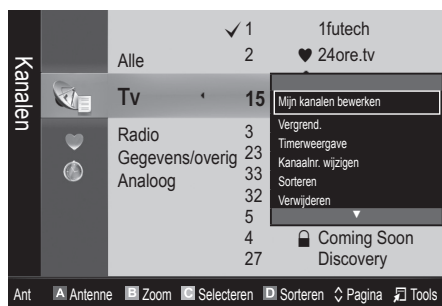 Kanalen
✓ 1 1futech
Alle 2 ♥ 24ore.tv
Tv 15
Radio 3
Gegevens/overig 23
Analoog 33
32
5
4 Coming Soon
27 Discovery
Mijn kanalen bewerken
Vergrend.
Timerweergave
Kanaalnr. wijzigen
Sorteren
Verwijderen
Ant A Antenne B Zoom C Selecteren D Sorteren Pagina Tools